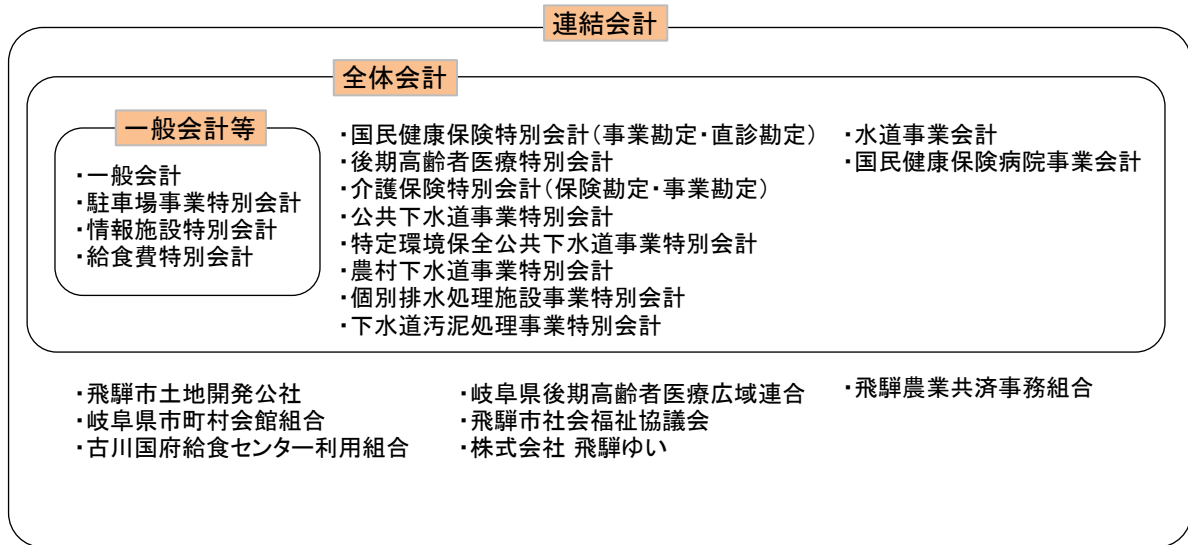 連結会計
全体会計
一般会計等
・一般会計
・駐車場事業特別会計
・情報施設特別会計
・給食費特別会計
・国民健康保険特別会計（事業勘定・直診勘定）
・後期高齢者医療特別会計
・介護保険特別会計（保険勘定・事業勘定）
・公共下水道事業特別会計
・特定環境保全公共下水道事業特別会計
・農村下水道事業特別会計
・個別排水処理施設事業特別会計
・下水道汚泥処理事業特別会計
・水道事業会計
・国民健康保険病院事業会計
・飛騨市土地開発公社
・岐阜県市町村会館組合
・古川国府給食センター利用組合
・岐阜県後期高齢者医療広域連合
・飛騨市社会福祉協議会
・株式会社 飛騨ゆい
・飛騨農業共済事務組合